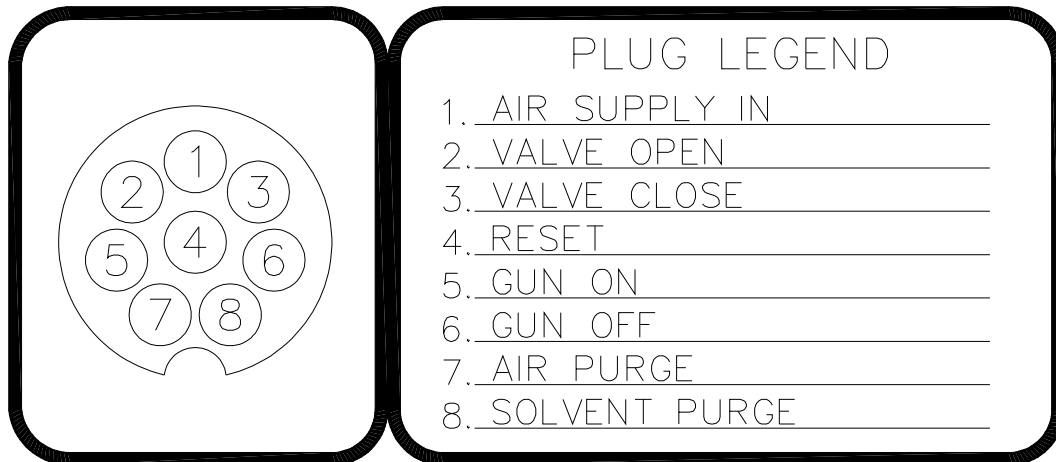 1
2 3
4
5 6
7 8
PLUG LEGEND
1. AIR SUPPLY IN
2. VALVE OPEN
3. VALVE CLOSE
4. RESET
5. GUN ON
6. GUN OFF
7. AIR PURGE
8. SOLVENT PURGE